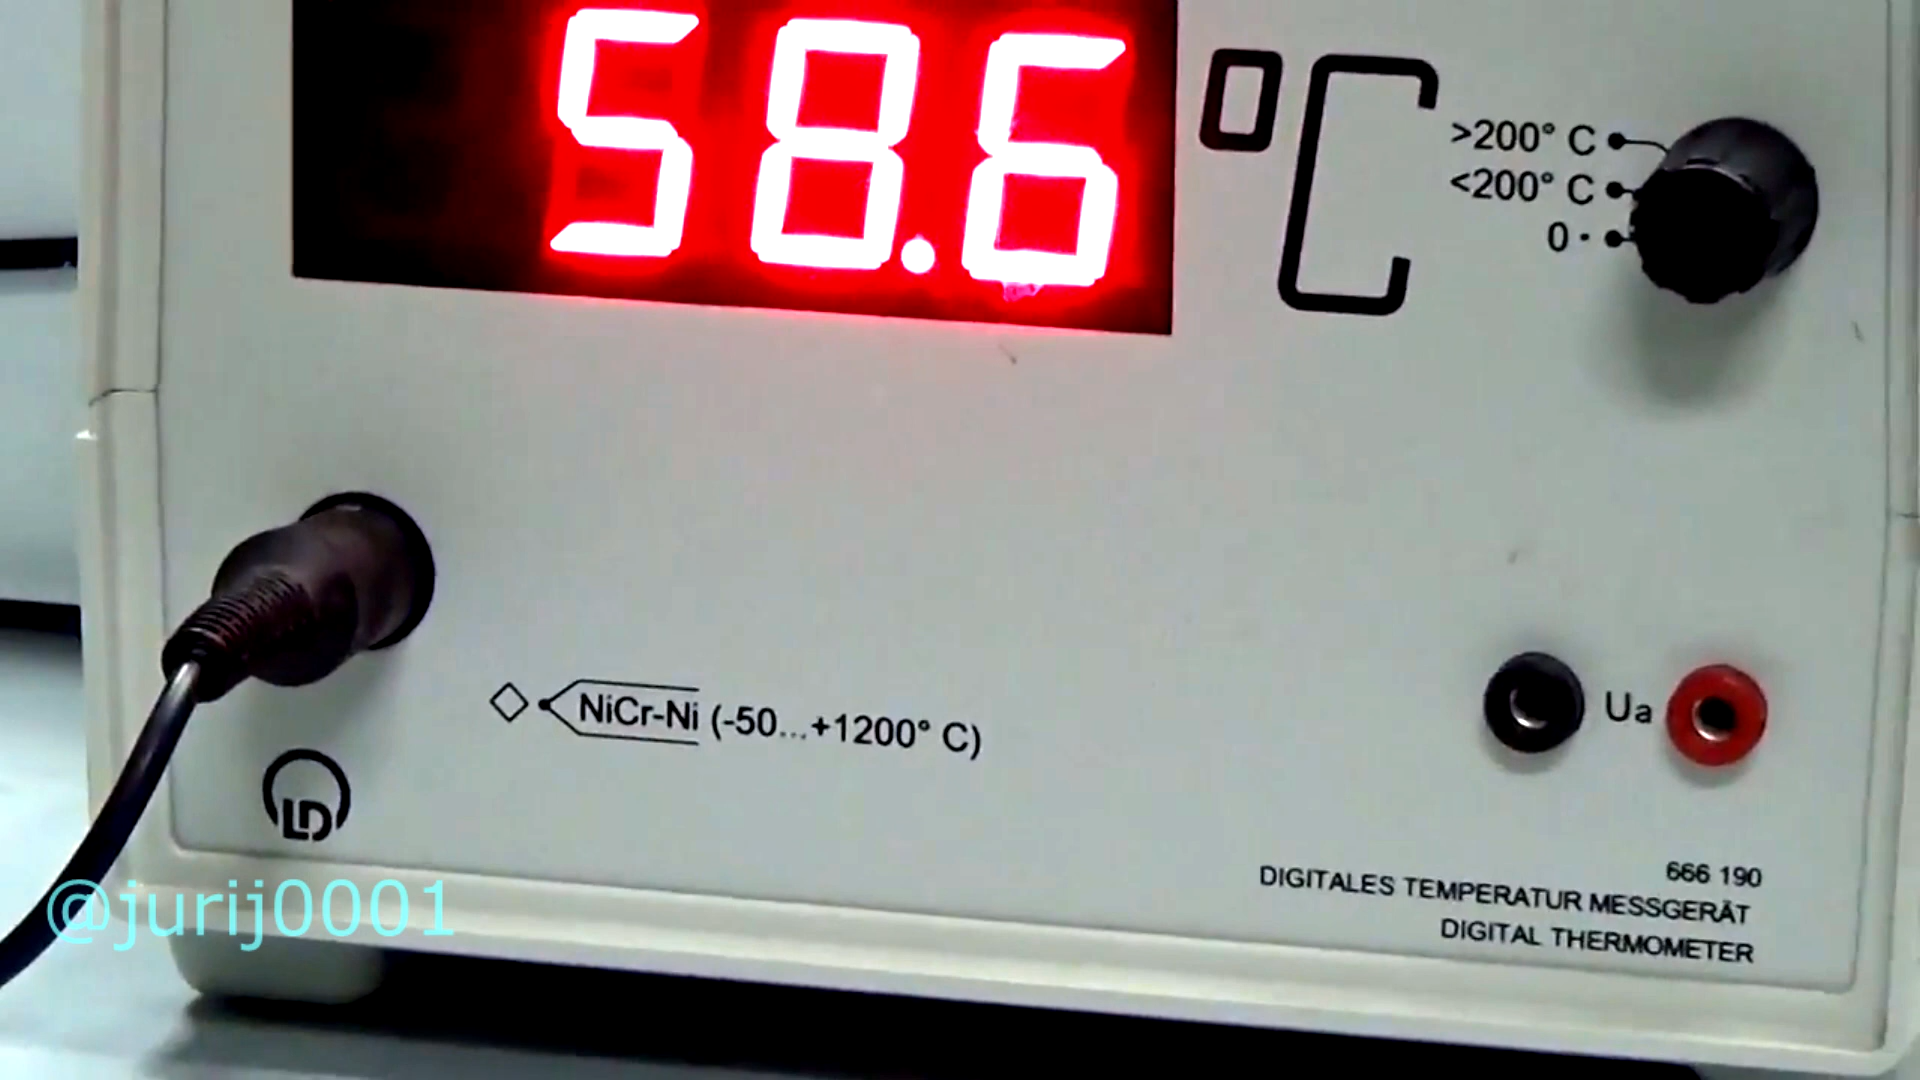 58.6 °C
>200° C
<200° C
0
NiCr-Ni (-50...+1200° C)
Ua
LD
666 190
DIGITALES TEMPERATUR MESSGERÄT
DIGITAL THERMOMETER
@jurij0001